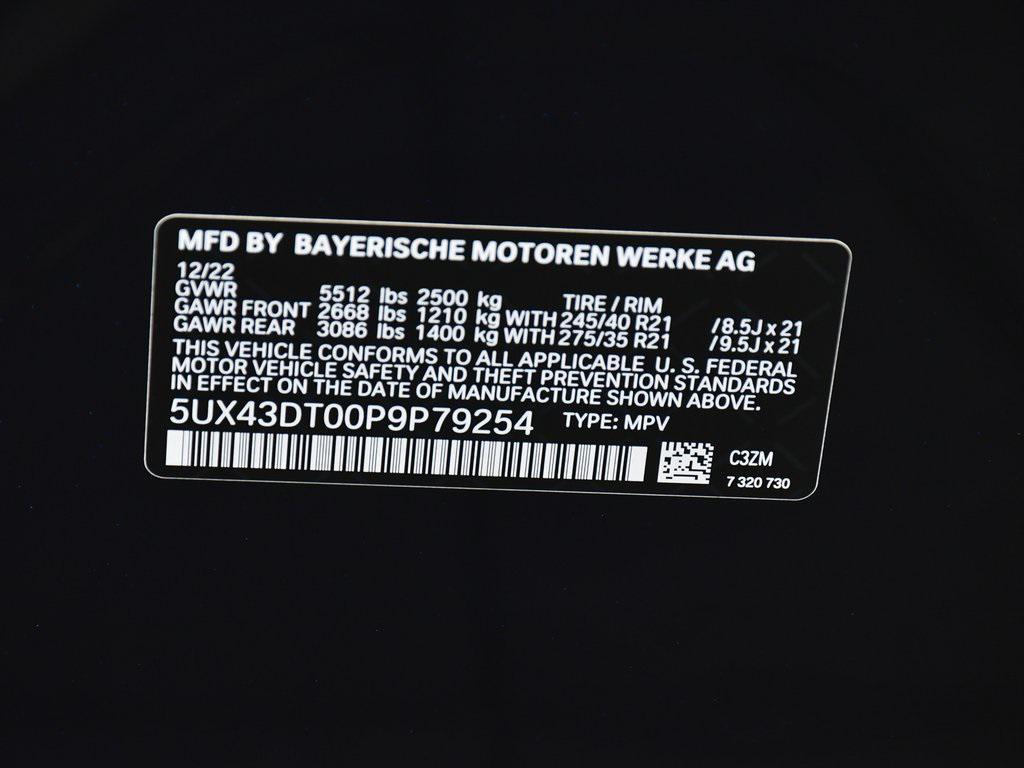 MFD BY BAYERISCHE MOTOREN WERKE AG
12/22
GVWR 5512 lbs 2500 kg TIRE / RIM
GAWR FRONT 2668 lbs 1210 kg WITH 245/40 R21 /8.5J x 21
GAWR REAR 3086 lbs 1400 kg WITH 275/35 R21 /9.5J x 21
THIS VEHICLE CONFORMS TO ALL APPLICABLE U. S. FEDERAL
MOTOR VEHICLE SAFETY AND THEFT PREVENTION STANDARDS
IN EFFECT ON THE DATE OF MANUFACTURE SHOWN ABOVE.
5UX43DT00P9P79254 TYPE: MPV
C3ZM
7 320 730